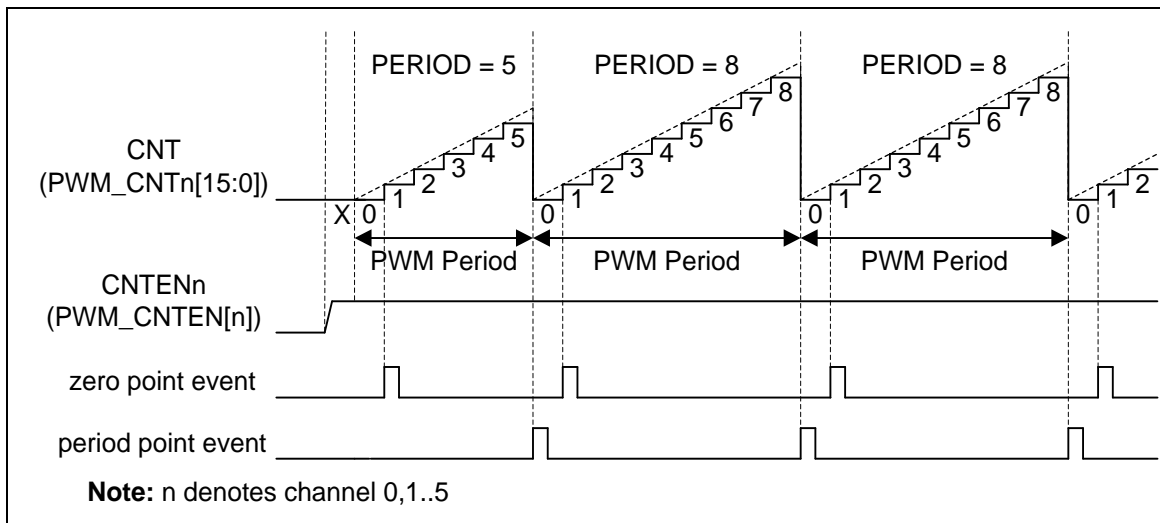 PERIOD = 5 PERIOD = 8 PERIOD = 8
CNT
(PWM_CNTn[15:0])
X 0 1 2 3 4 5 0 1 2 3 4 5 6 7 8 0 1 2 3 4 5 6 7 8 0 1 2
PWM Period PWM Period PWM Period
CNTENn
(PWM_CNTEN[n])
zero point event
period point event
Note: n denotes channel 0,1..5